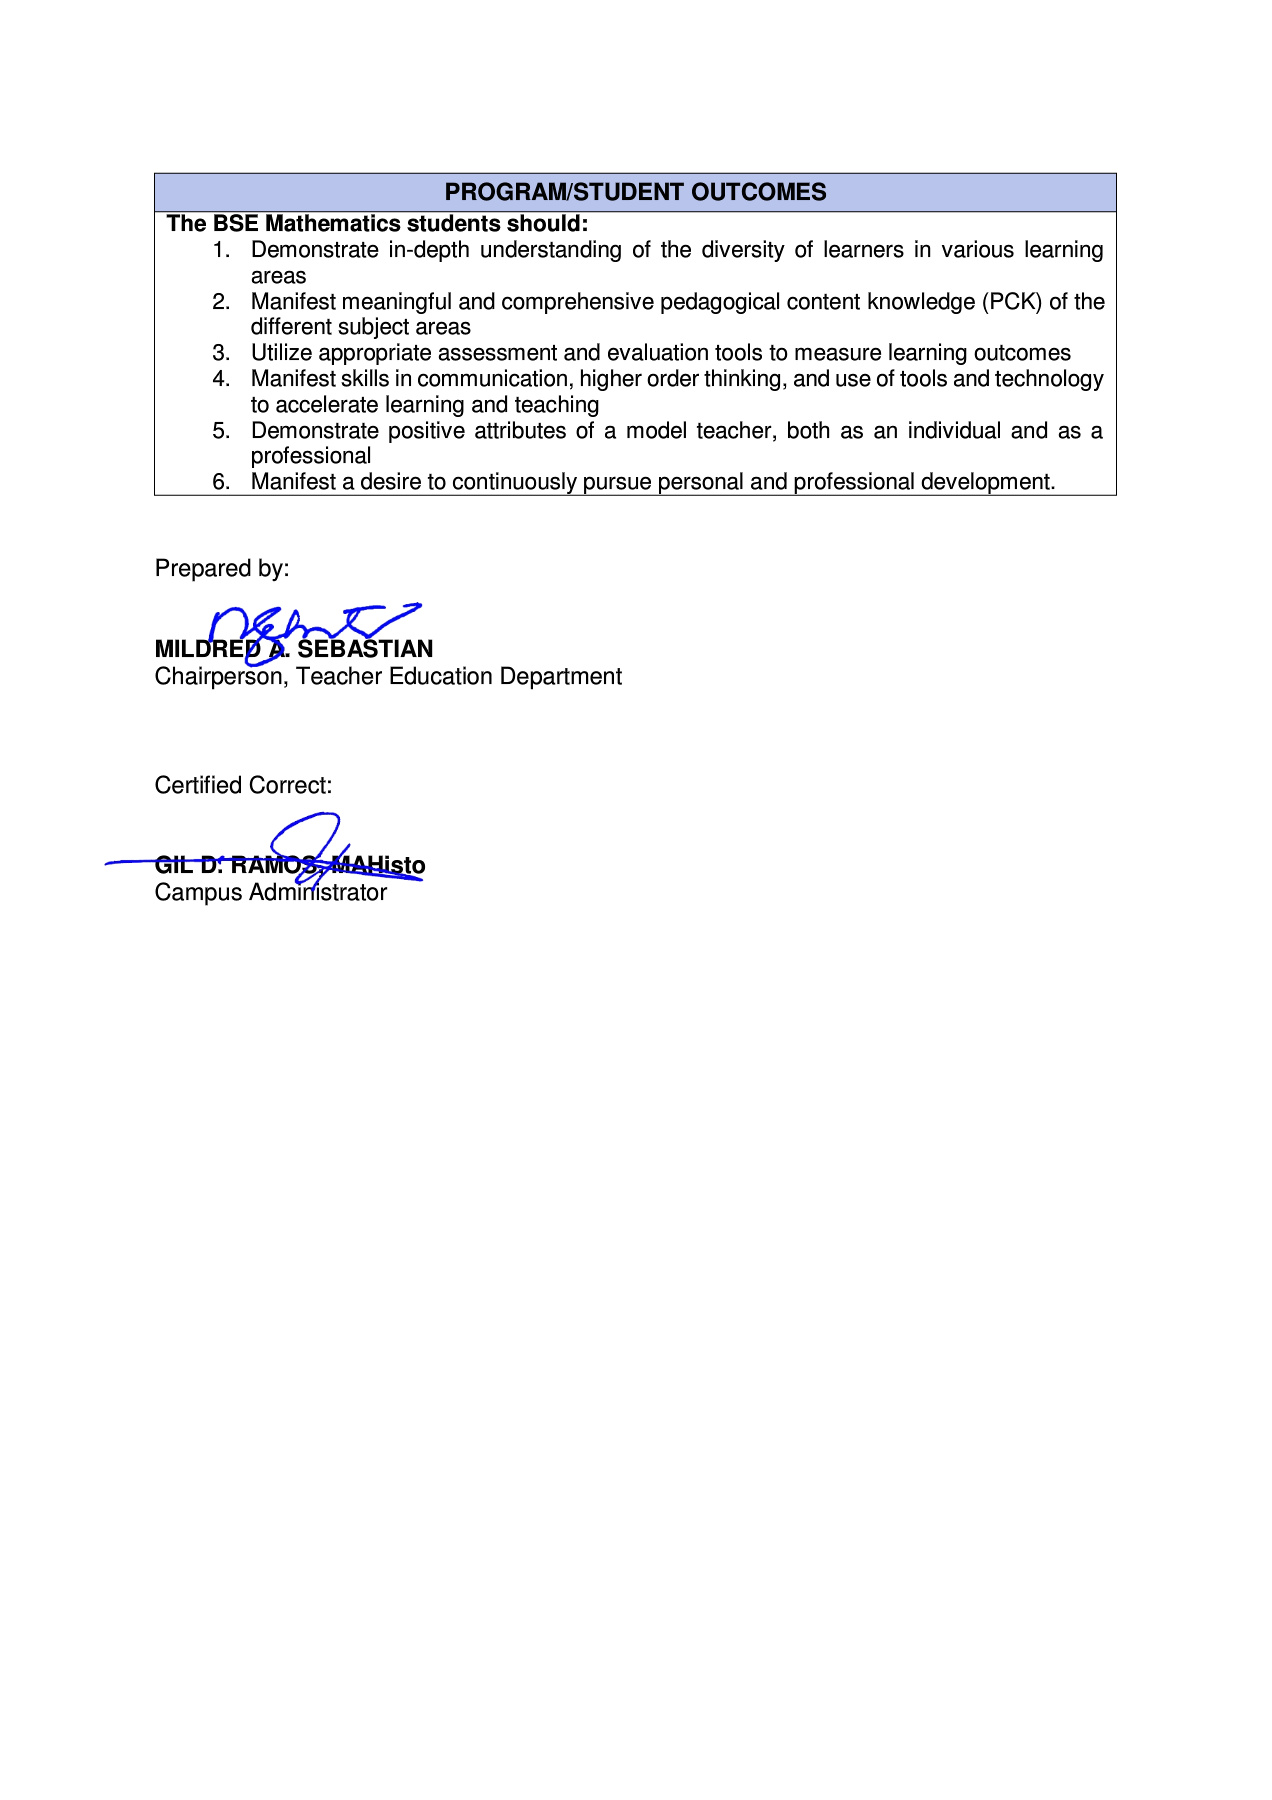 PROGRAM/STUDENT OUTCOMES
The BSE Mathematics students should:
1. Demonstrate in-depth understanding of the diversity of learners in various learning
areas
2. Manifest meaningful and comprehensive pedagogical content knowledge (PCK) of the
different subject areas
3. Utilize appropriate assessment and evaluation tools to measure learning outcomes
4. Manifest skills in communication, higher order thinking, and use of tools and technology
to accelerate learning and teaching
5. Demonstrate positive attributes of a model teacher, both as an individual and as a
professional
6. Manifest a desire to continuously pursue personal and professional development.
Prepared by:
MILDRED A. SEBASTIAN
Chairperson, Teacher Education Department
Certified Correct:
GIL D. RAMOS, MAHisto
Campus Administrator